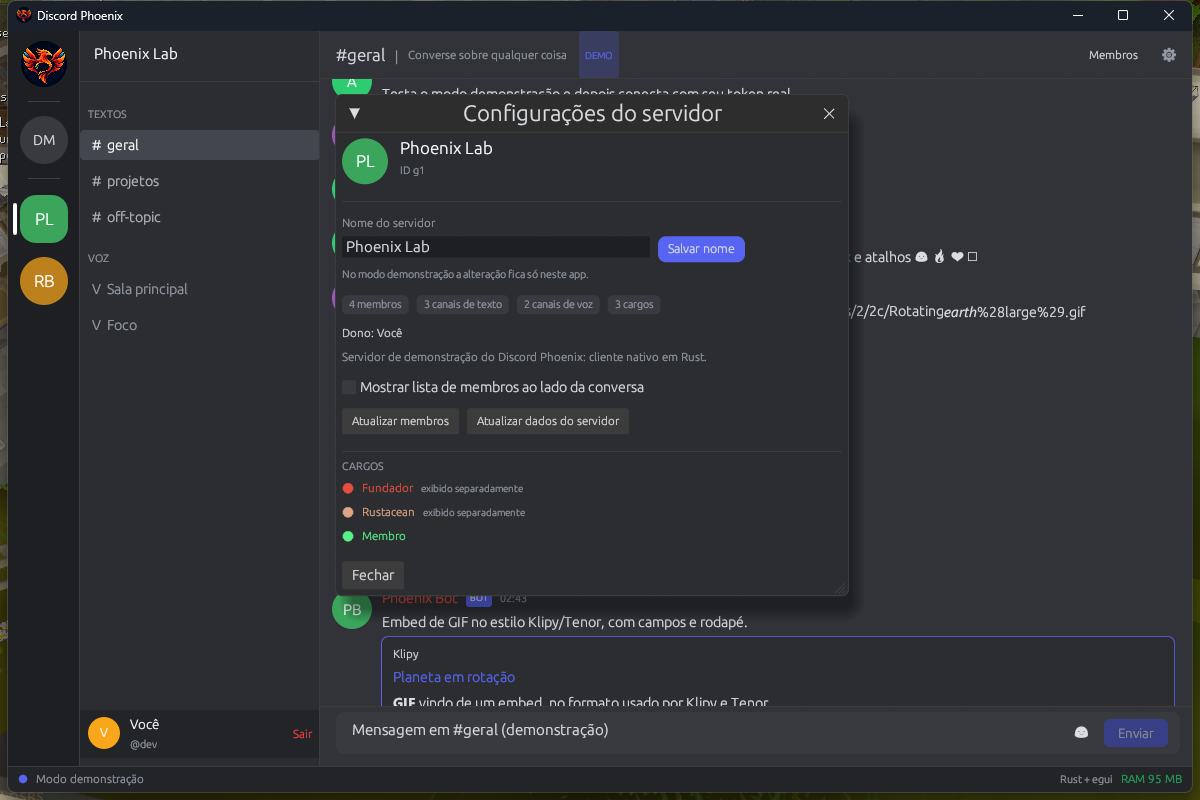 Discord Phoenix
Phoenix Lab
#geral | Converse sobre qualquer coisa DEMO
Membros
DM
PL
RB
TEXTOS
# geral
# projetos
# off-topic
VOZ
V Sala principal
V Foco
A
Testa o modo demonstração e depois conecta com seu token real
Configurações do servidor
PL
Phoenix Lab
ID g1
Nome do servidor
Phoenix Lab
Salvar nome
No modo demonstração a alteração fica só neste app.
4 membros
3 canais de texto
2 canais de voz
3 cargos
Dono: Você
Servidor de demonstração do Discord Phoenix: cliente nativo em Rust.
Mostrar lista de membros ao lado da conversa
Atualizar membros
Atualizar dados do servidor
CARGOS
Fundador exibido separadamente
Rustacean exibido separadamente
Membro
Fechar
e atalhos
s/2/2c/Rotatingearth%28large%29.gif
PB
Phoenix Bot BOT 02:43
Embed de GIF no estilo Klipy/Tenor, com campos e rodapé.
Klipy
Planeta em rotação
GIF vindo de um embed, no formato usado por Klipy e Tenor
V
Você
@dev
Sair
Mensagem em #geral (demonstração)
Enviar
Modo demonstração
Rust + egui RAM 95 MB